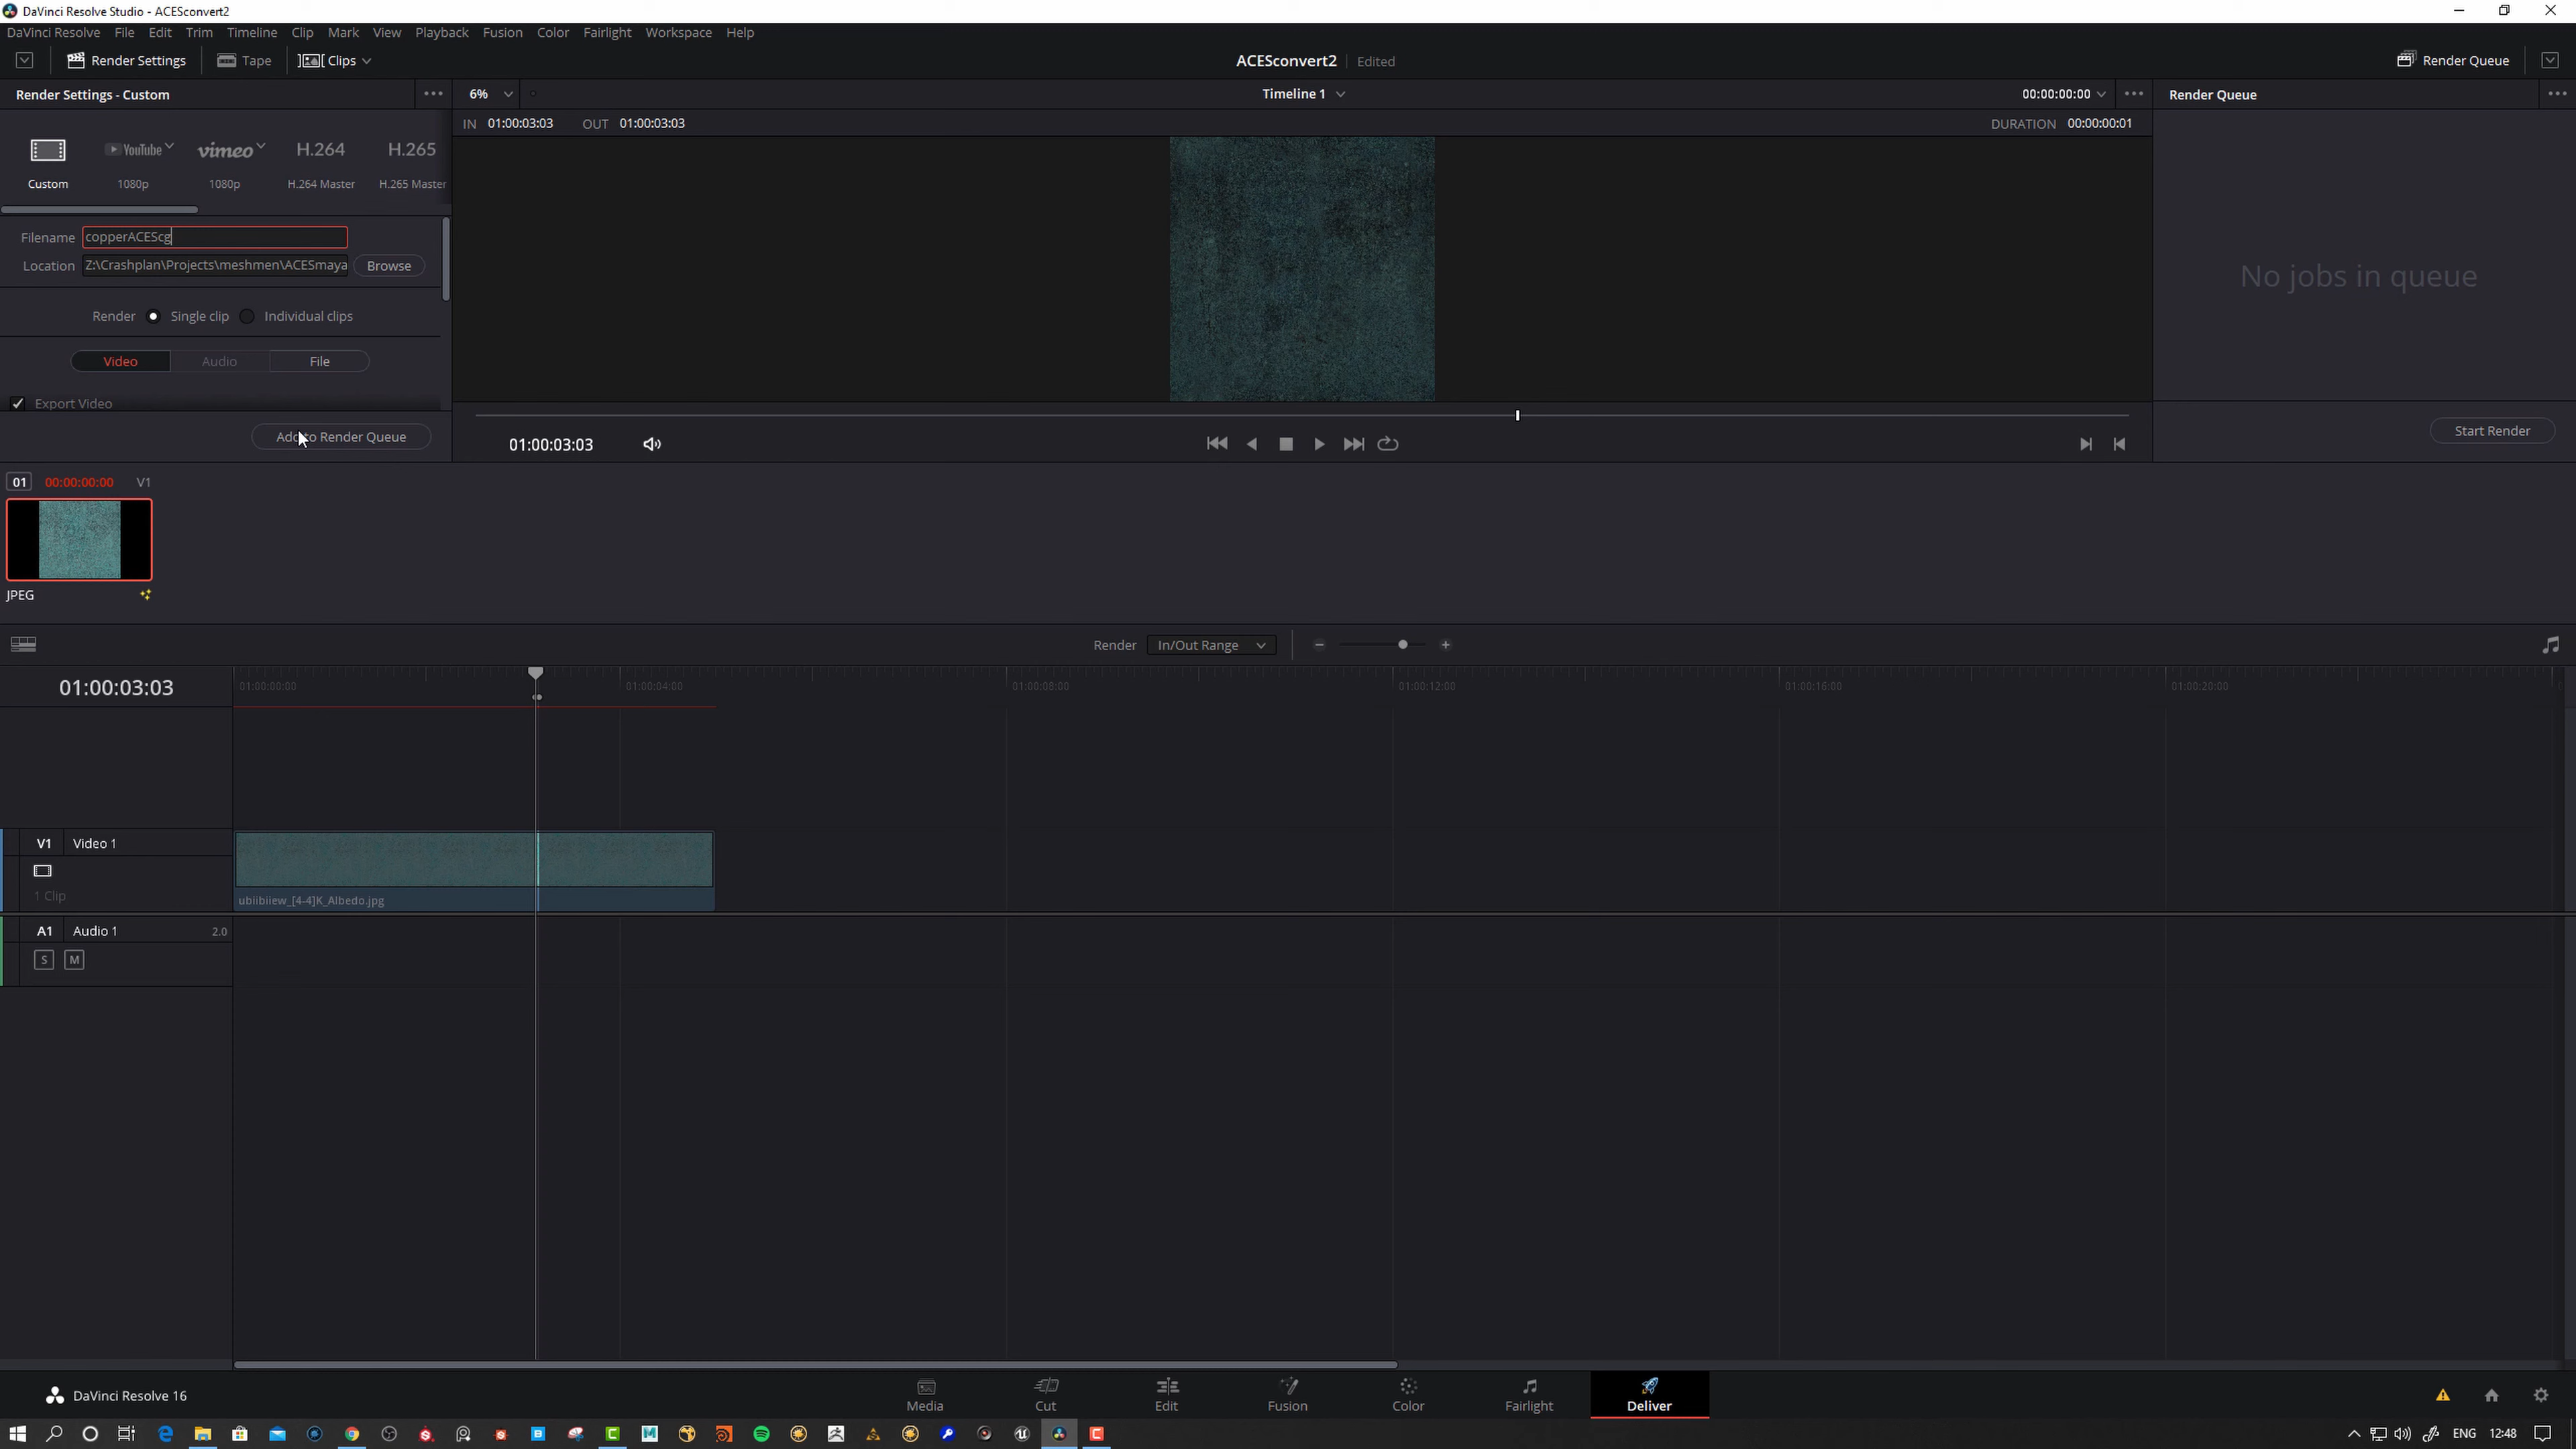 DaVinci Resolve Studio - ACESconvert2
DaVinci Resolve File Edit Trim Timeline Clip Mark View Playback Fusion Color Fairlight Workspace Help
Render Settings Tape Clips ACESconvert2 Edited Render Queue
Render Settings - Custom 6% Timeline 1 00:00:00:00 Render Queue
IN 01:00:03:03 OUT 01:00:03:03 DURATION 00:00:00:01
YouTube vimeo H.264 H.265
Custom 1080p 1080p H.264 Master H.265 Master
Filename copperACEScg
Location Z:\Crashplan\Projects\meshmen\ACESmaya Browse
No jobs in queue
Render Single clip Individual clips
Video Audio File
Export Video
Add to Render Queue 01:00:03:03 Start Render
01 00:00:00:00 V1
JPEG
Render In/Out Range
01:00:03:03 01:00:00:00 01:00:04:00 01:00:08:00 01:00:12:00 01:00:16:00 01:00:20:00
V1 Video 1
1 Clip
ubiibiiew_[4-4]K_Albedo.jpg
A1 Audio 1 2.0
S M
DaVinci Resolve 16 Media Cut Edit Fusion Color Fairlight Deliver
ENG 12:48